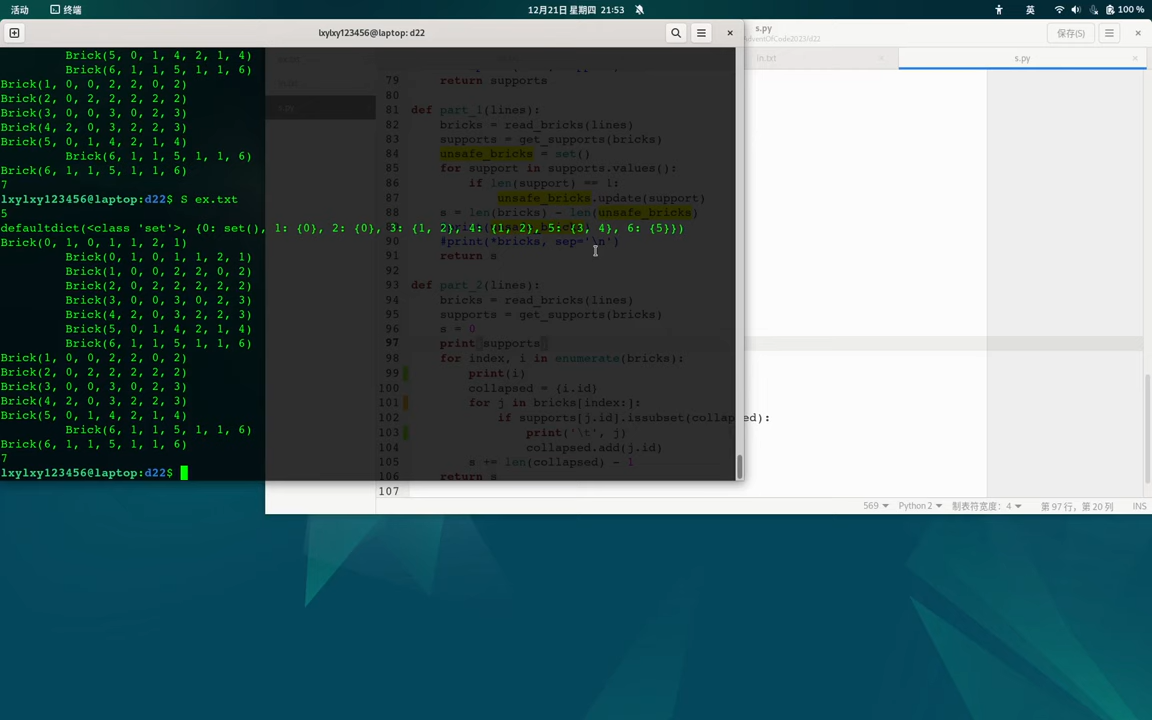 活动 终端 12月21日 星期四 21:53 英 100 %
lxylxy123456@laptop: d22
s.py
AdventOfCode2023/d22
保存(S)
in.txt
s.py
Brick(5, 0, 1, 4, 2, 1, 4)
Brick(6, 1, 1, 5, 1, 1, 6)
Brick(1, 0, 0, 2, 2, 0, 2)
Brick(2, 0, 2, 2, 2, 2, 2)
Brick(3, 0, 0, 3, 0, 2, 3)
Brick(4, 2, 0, 3, 2, 2, 3)
Brick(5, 0, 1, 4, 2, 1, 4)
Brick(6, 1, 1, 5, 1, 1, 6)
Brick(6, 1, 1, 5, 1, 1, 6)
7
lxylxy123456@laptop:d22$ S ex.txt
5
defaultdict(<class 'set'>, {0: set(), 1: {0}, 2: {0}, 3: {1, 2}, 4: {1, 2}, 5: {3, 4}, 6: {5}})
Brick(0, 1, 0, 1, 1, 2, 1)
Brick(0, 1, 0, 1, 1, 2, 1)
Brick(1, 0, 0, 2, 2, 0, 2)
Brick(2, 0, 2, 2, 2, 2, 2)
Brick(3, 0, 0, 3, 0, 2, 3)
Brick(4, 2, 0, 3, 2, 2, 3)
Brick(5, 0, 1, 4, 2, 1, 4)
Brick(6, 1, 1, 5, 1, 1, 6)
Brick(1, 0, 0, 2, 2, 0, 2)
Brick(2, 0, 2, 2, 2, 2, 2)
Brick(3, 0, 0, 3, 0, 2, 3)
Brick(4, 2, 0, 3, 2, 2, 3)
Brick(5, 0, 1, 4, 2, 1, 4)
Brick(6, 1, 1, 5, 1, 1, 6)
Brick(6, 1, 1, 5, 1, 1, 6)
7
lxylxy123456@laptop:d22$
s.py
79 return supports
80
81 def part_1(lines):
82 bricks = read_bricks(lines)
83 supports = get_supports(bricks)
84 unsafe_bricks = set()
85 for support in supports.values():
86 if len(support) == 1:
87 unsafe_bricks.update(support)
88 s = len(bricks) - len(unsafe_bricks)
90 #print(*bricks, sep='\n')
91 return s
92
93 def part_2(lines):
94 bricks = read_bricks(lines)
95 supports = get_supports(bricks)
96 s = 0
97 print(supports)
98 for index, i in enumerate(bricks):
99 print(i)
100 collapsed = {i.id}
101 for j in bricks[index:]:
102 if supports[j.id].issubset(collapsed):
103 print('\t', j)
104 collapsed.add(j.id)
105 s += len(collapsed) - 1
106 return s
107
569 Python 2 制表符宽度：4 第 97 行，第 20 列 INS